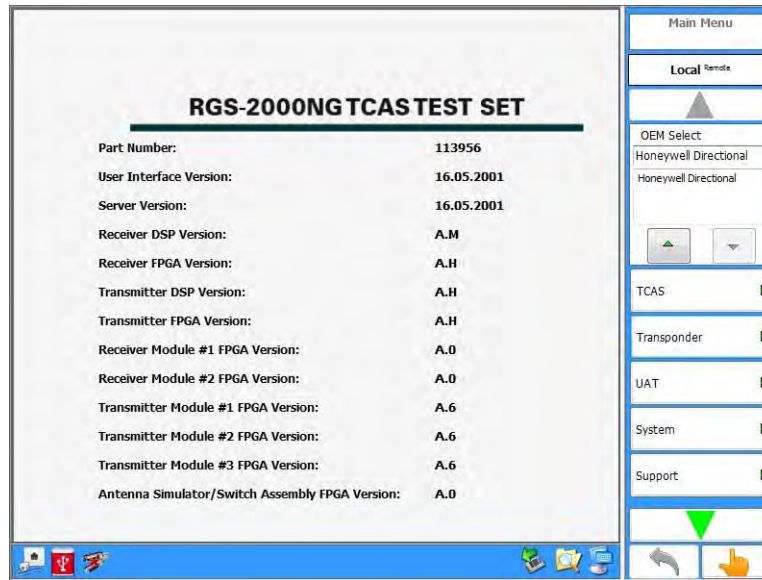 RGS-2000NG TCAS TEST SET
Part Number: 113956
User Interface Version: 16.05.2001
Server Version: 16.05.2001
Receiver DSP Version: A.M
Receiver FPGA Version: A.H
Transmitter DSP Version: A.H
Transmitter FPGA Version: A.H
Receiver Module #1 FPGA Version: A.0
Receiver Module #2 FPGA Version: A.0
Transmitter Module #1 FPGA Version: A.6
Transmitter Module #2 FPGA Version: A.6
Transmitter Module #3 FPGA Version: A.6
Antenna Simulator/Switch Assembly FPGA Version: A.0
Main Menu
Local Remote
OEM Select
Honeywell Directional
Honeywell Directional
TCAS
Transponder
UAT
System
Support